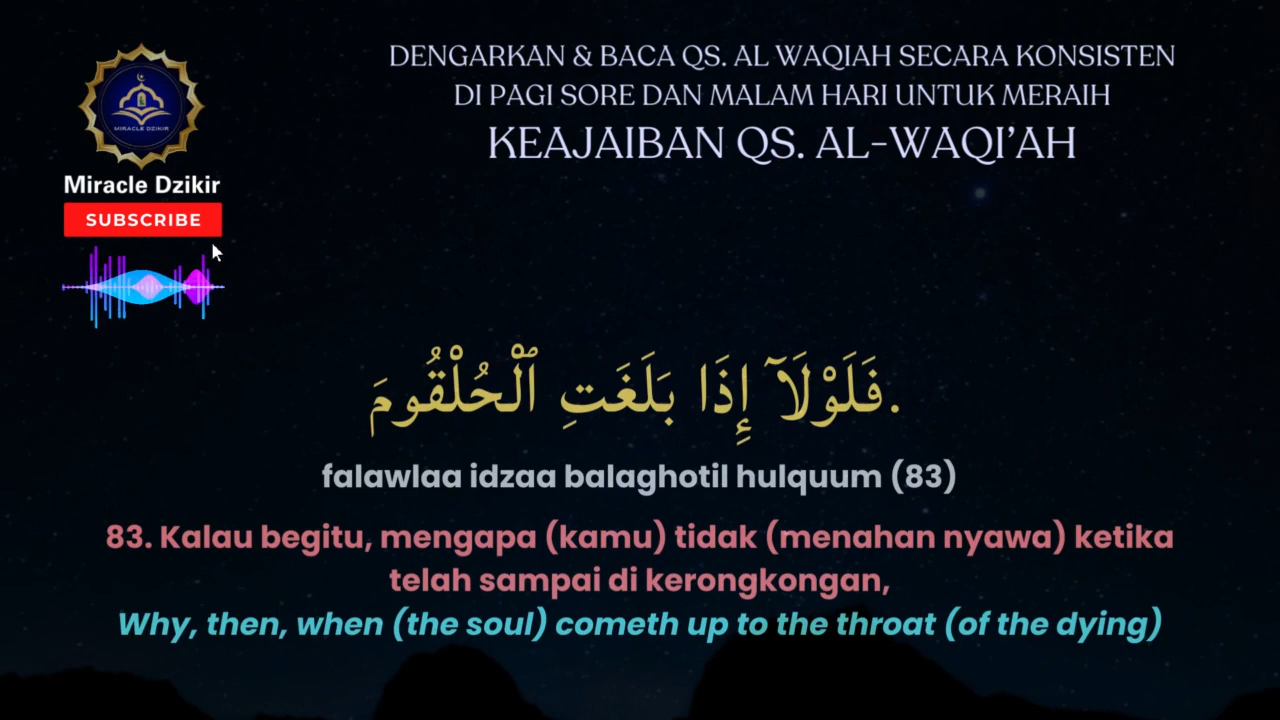 DENGARKAN & BACA QS. AL WAQIAH SECARA KONSISTEN
DI PAGI SORE DAN MALAM HARI UNTUK MERAIH
KEAJAIBAN QS. AL-WAQI’AH
MIRACLE DZIKIR
Miracle Dzikir
SUBSCRIBE
فَلَوْلَآ إِذَا بَلَغَتِ ٱلْحُلْقُومَ.
falawlaa idzaa balaghotil hulquum (83)
83. Kalau begitu, mengapa (kamu) tidak (menahan nyawa) ketika
telah sampai di kerongkongan,
Why, then, when (the soul) cometh up to the throat (of the dying)